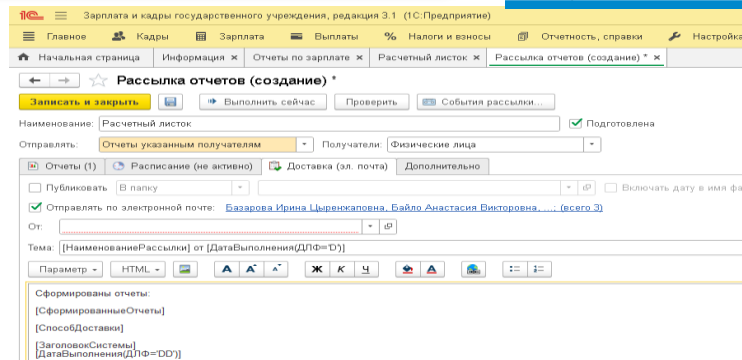 Зарплата и кадры государственного учреждения, редакция 3.1 (1С:Предприятие)
Главное Кадры Зарплата Выплаты % Налоги и взносы Отчетность, справки Настройка
Начальная страница Информация × Отчеты по зарплате × Расчетный листок × Рассылка отчетов (создание) * ×
Рассылка отчетов (создание) *
Записать и закрыть Выполнить сейчас Проверить События рассылки...
Наименование: Расчетный листок Подготовлена
Отправлять: Отчеты указанным получателям Получатели: Физические лица
Отчеты (1) Расписание (не активно) Доставка (эл. почта) Дополнительно
Публиковать В папку Включать дату в имя фа
Отправлять по электронной почте: Базарова Ирина Цыренжаповна, Байло Анастасия Викторовна, ...; (всего 3)
От:
Тема: [НаименованиеРассылки] от [ДатаВыполнения(ДЛФ='D')]
Параметр HTML А А А Ж К Ч А
Сформированы отчеты:
[СформированныеОтчеты]
[СпособДоставки]
[ЗаголовокСистемы]
[ДатаВыполнения(ДЛФ='DD')]